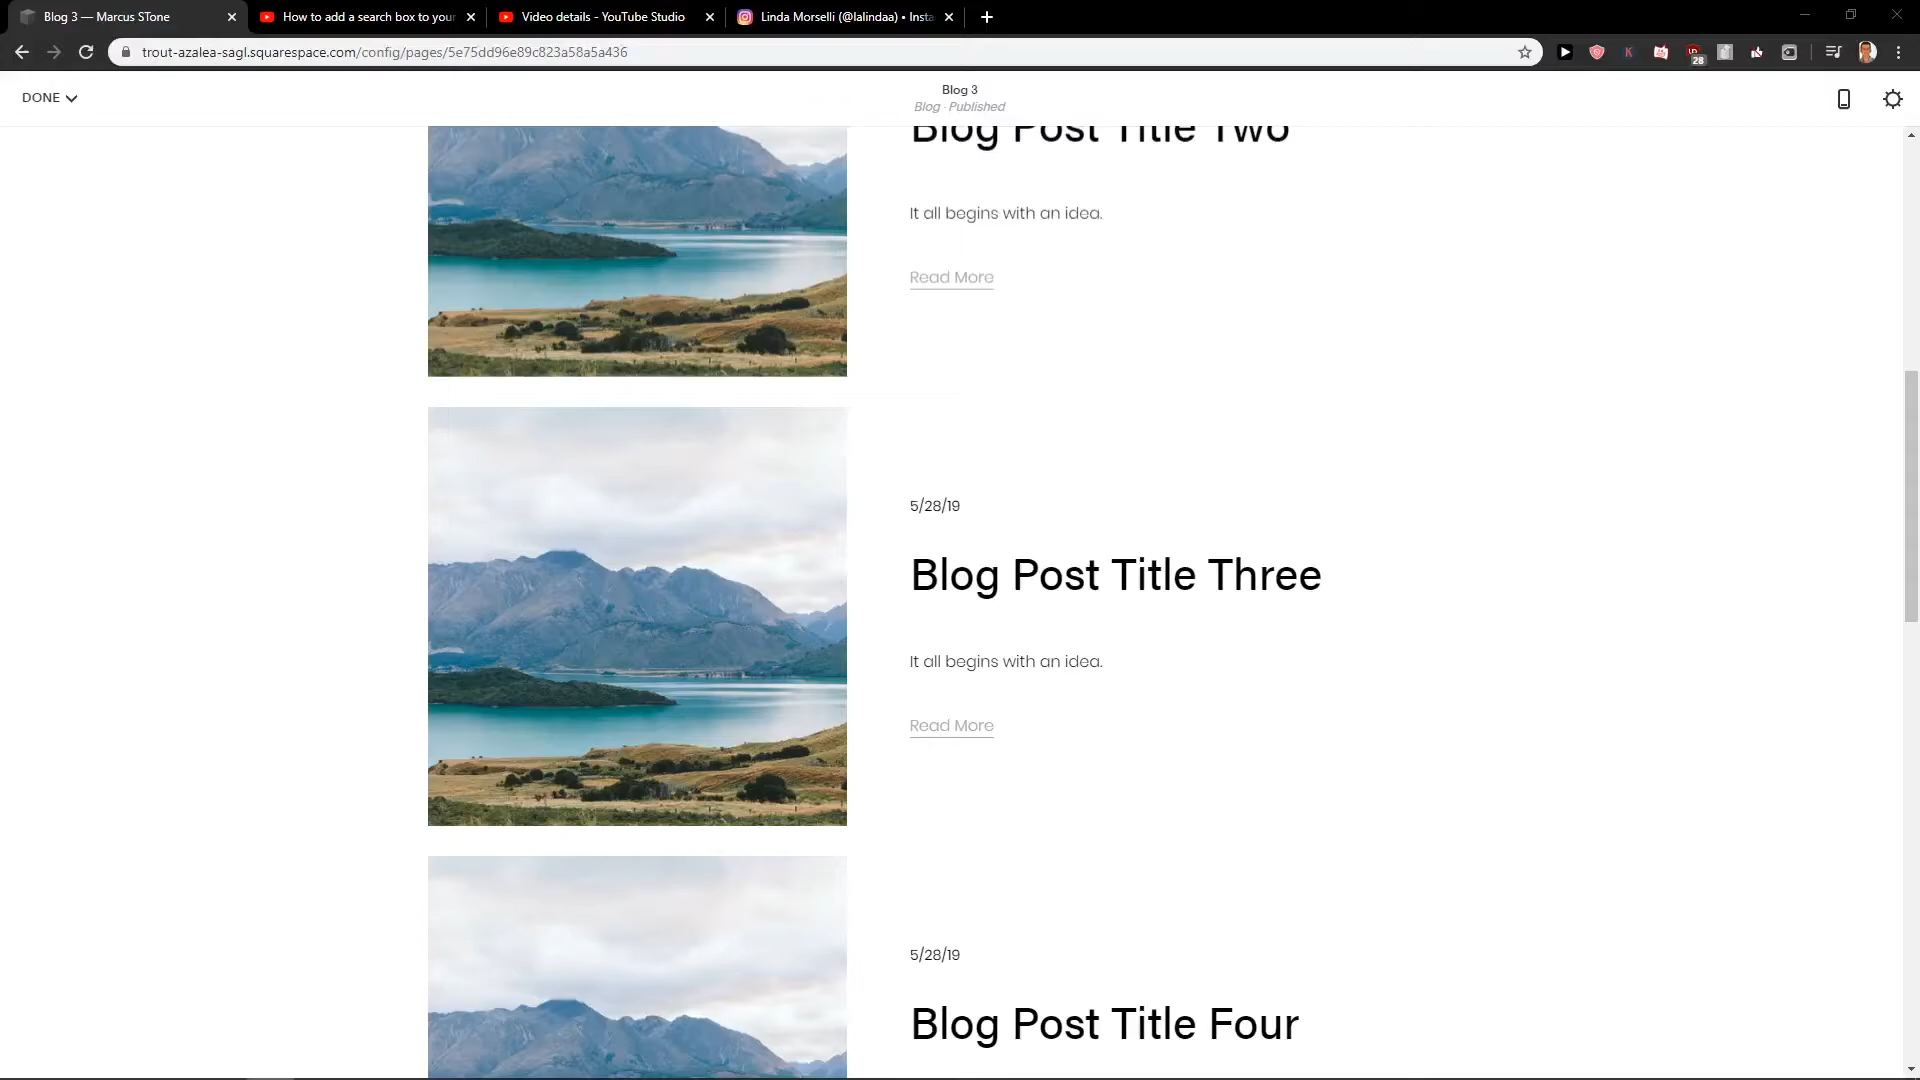 Blog 3 — Marcus STone
How to add a search box to your
Video details - YouTube Studio
Linda Morselli (@lalindaa) • Insta
trout-azalea-sagl.squarespace.com/config/pages/5e75dd96e89c823a58a5a436
28
DONE
Blog 3
Blog · Published
Blog Post Title Two
It all begins with an idea.
Read More
5/28/19
Blog Post Title Three
It all begins with an idea.
Read More
5/28/19
Blog Post Title Four